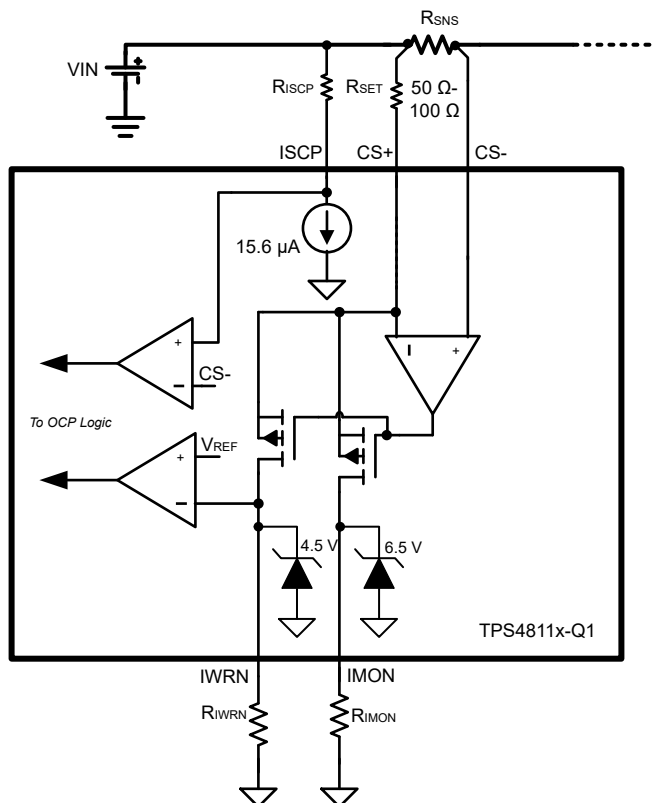 RSNS
VIN
RISCP
RSET
50 Ω-
100 Ω
ISCP
CS+
CS-
15.6 µA
CS-
To OCP Logic
VREF
4.5 V
6.5 V
TPS4811x-Q1
IWRN
IMON
RIWRN
RIMON